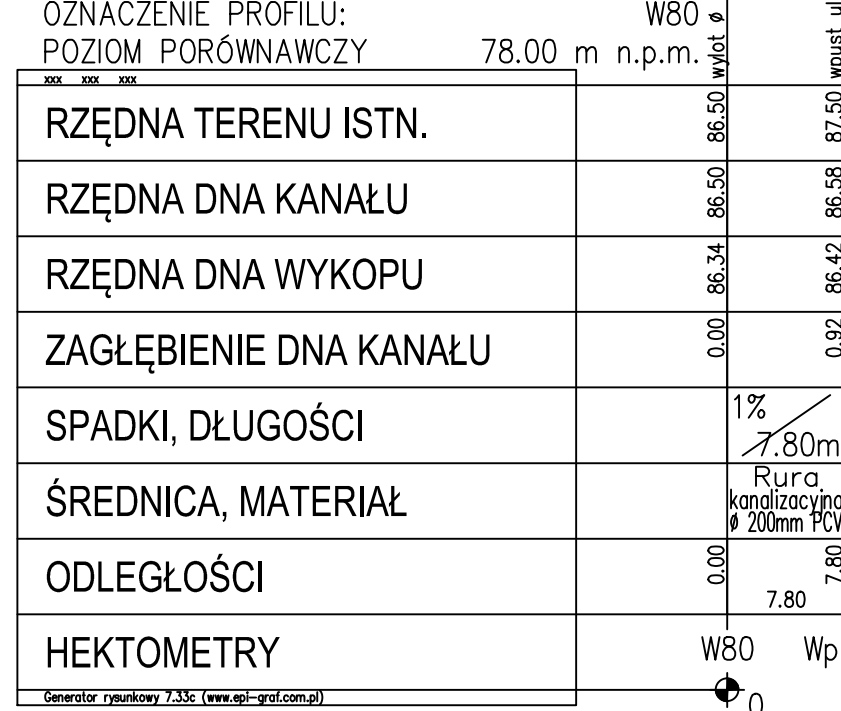 OZNACZENIE PROFILU: W80
POZIOM PORÓWNAWCZY 78.00 m n.p.m.
wylot ø
wpust ul
xxx xxx xxx
RZĘDNA TERENU ISTN. 86.50 87.50
RZĘDNA DNA KANAŁU 86.50 86.58
RZĘDNA DNA WYKOPU 86.34 86.42
ZAGŁĘBIENIE DNA KANAŁU 0.00 0.92
SPADKI, DŁUGOŚCI 1%
7.80m
ŚREDNICA, MATERIAŁ Rura
kanalizacyjna
ø 200mm PCV
ODLEGŁOŚCI 0.00 7.80
7.80
HEKTOMETRY W80 Wp
Generator rysunkowy 7.33c (www.epi-graf.com.pl)
0